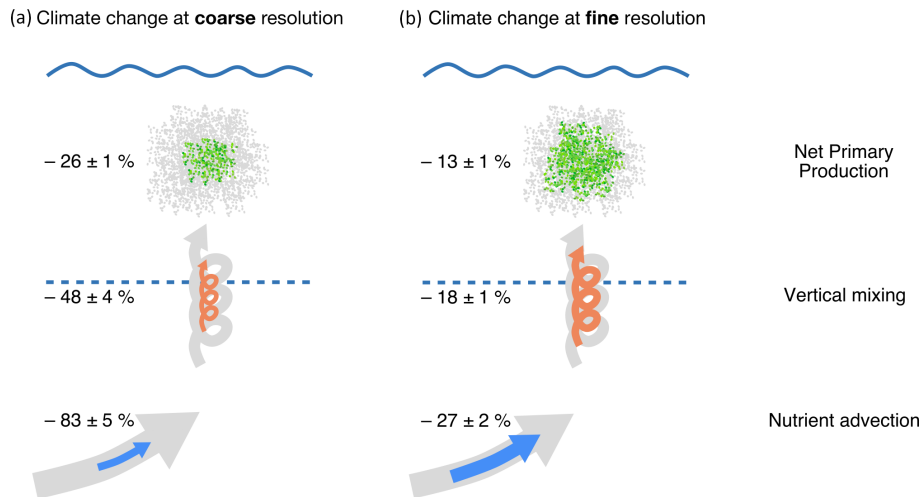 (a) Climate change at coarse resolution
(b) Climate change at fine resolution
– 26 ± 1 %
– 13 ± 1 %
Net Primary
Production
– 48 ± 4 %
– 18 ± 1 %
Vertical mixing
– 83 ± 5 %
– 27 ± 2 %
Nutrient advection